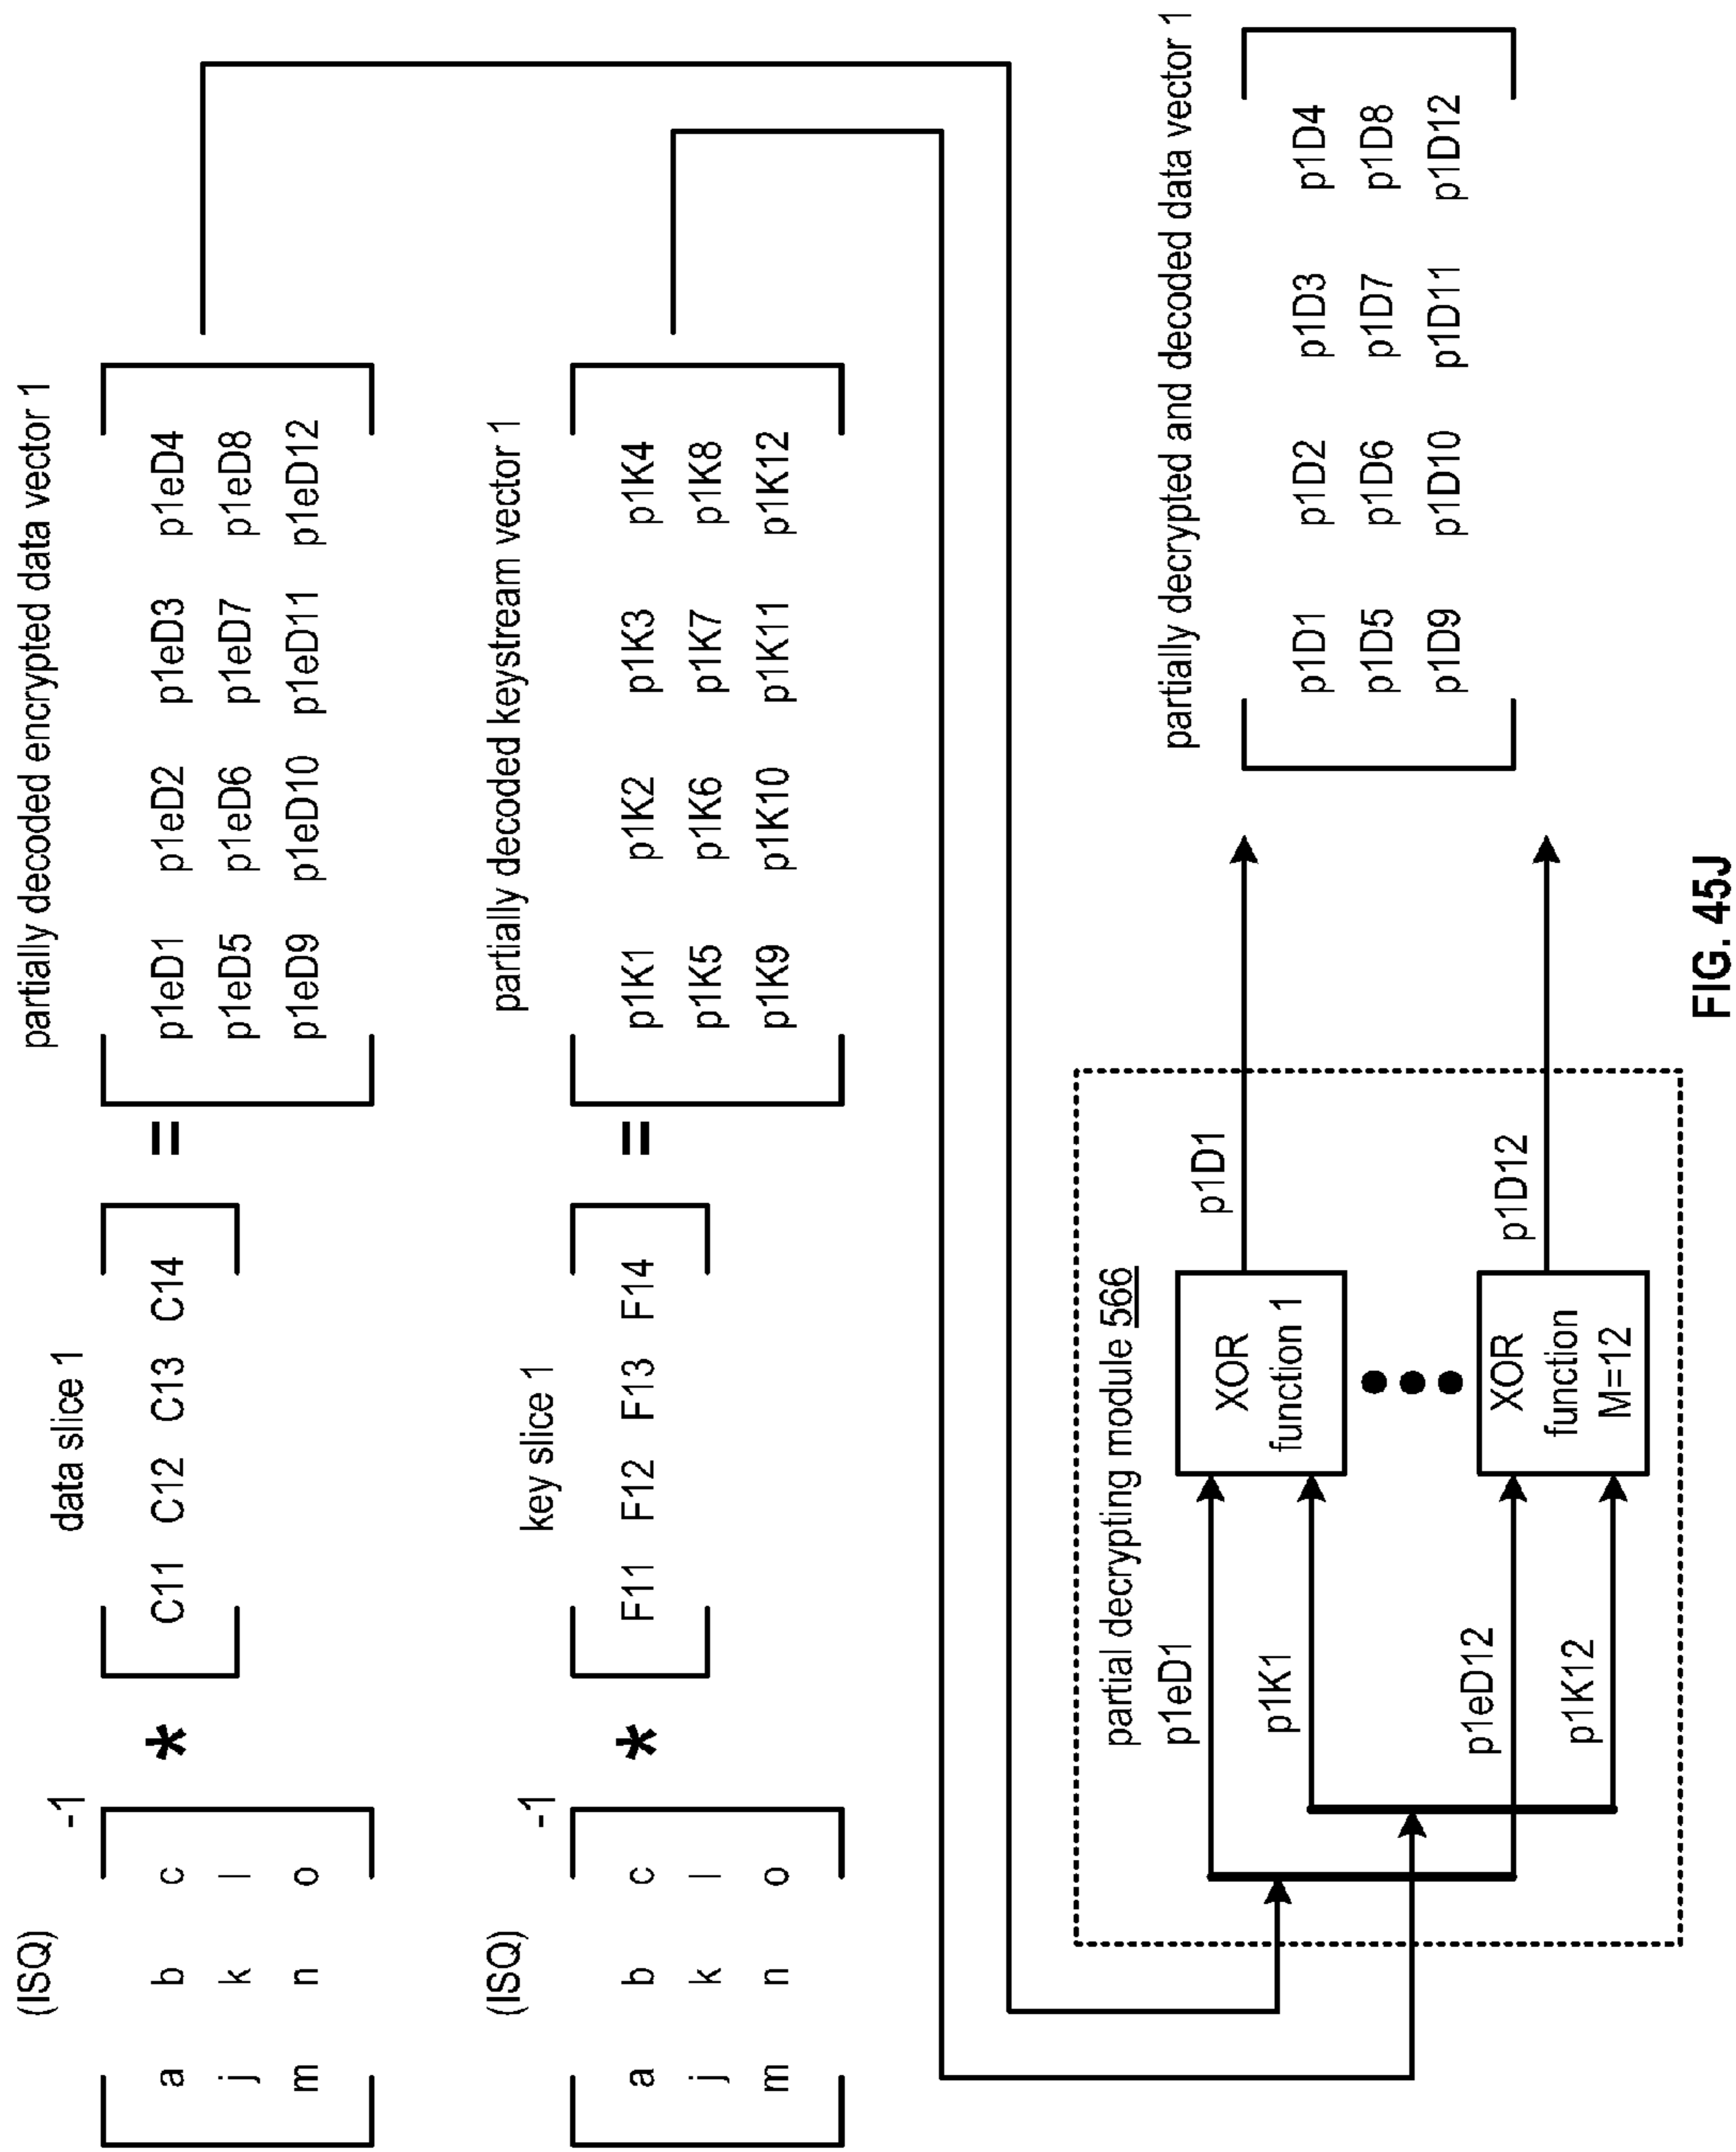 (ISQ) -1 data slice 1 partially decoded encrypted data vector 1
a b c * C11 C12 C13 C14 = p1eD1 p1eD2 p1eD3 p1eD4
j k l p1eD5 p1eD6 p1eD7 p1eD8
m n o p1eD9 p1eD10 p1eD11 p1eD12
(ISQ) -1 key slice 1 partially decoded keystream vector 1
a b c * F11 F12 F13 F14 = p1K1 p1K2 p1K3 p1K4
j k l p1K5 p1K6 p1K7 p1K8
m n o p1K9 p1K10 p1K11 p1K12
partial decrypting module 566
p1eD1
p1K1
XOR
function 1
p1D1
p1eD12
p1K12
XOR
function
M=12
p1D12
partially decrypted and decoded data vector 1
p1D1 p1D2 p1D3 p1D4
p1D5 p1D6 p1D7 p1D8
p1D9 p1D10 p1D11 p1D12
FIG. 45J